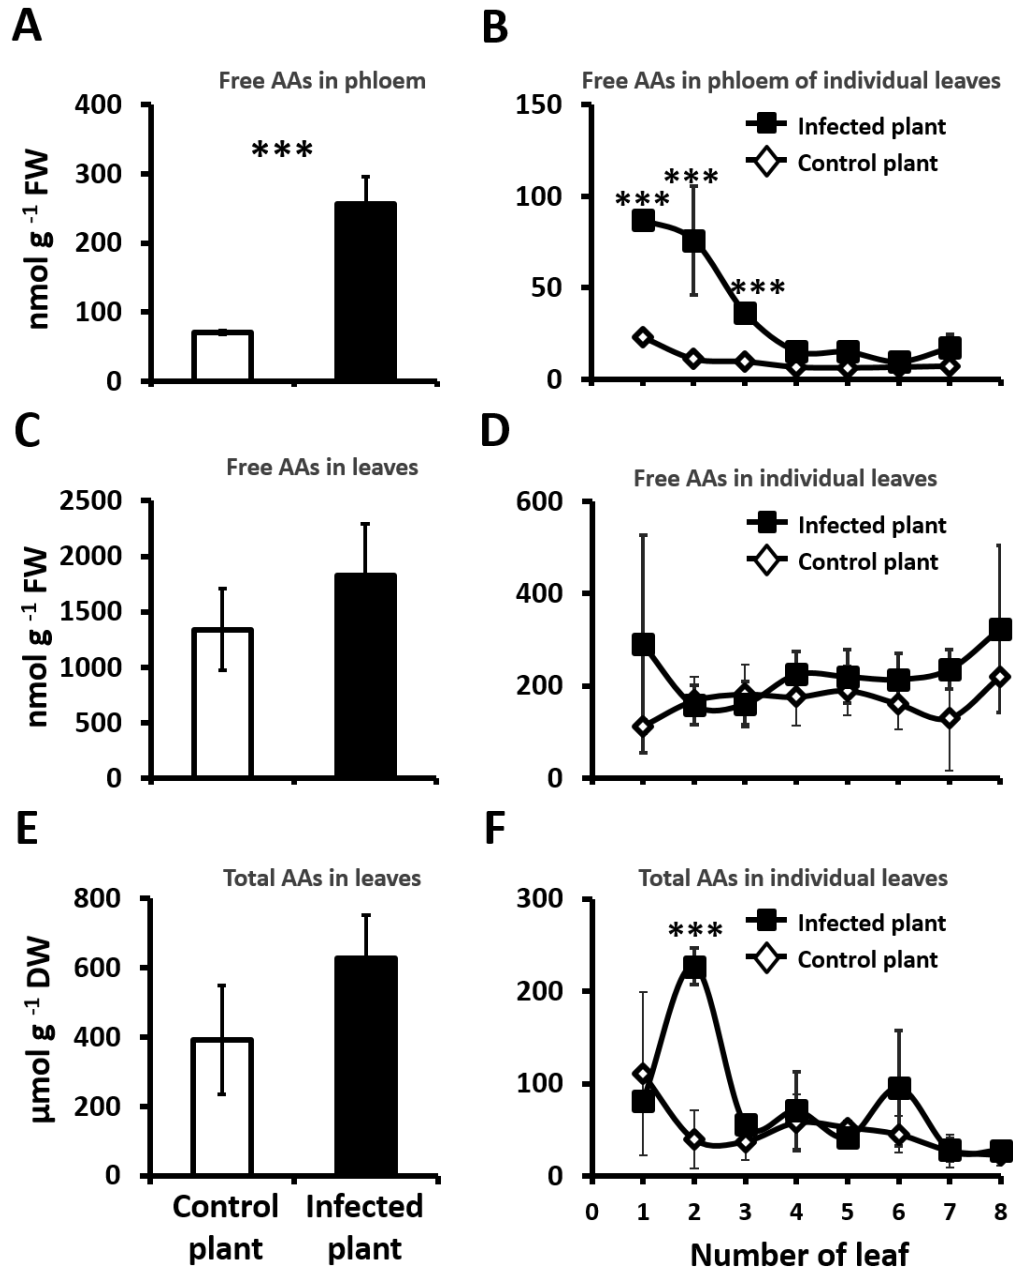 A
Free AAs in phloem
400
300
200
100
0
nmol g -1 FW
***
B
Free AAs in phloem of individual leaves
150
100
50
0
Infected plant
Control plant
***
***
***
C
Free AAs in leaves
2500
2000
1500
1000
500
0
nmol g -1 FW
D
Free AAs in individual leaves
600
400
200
0
Infected plant
Control plant
E
Total AAs in leaves
800
600
400
200
0
µmol g -1 DW
Control plant
Infected plant
F
Total AAs in individual leaves
300
200
100
0
Infected plant
Control plant
***
0 1 2 3 4 5 6 7 8
Number of leaf